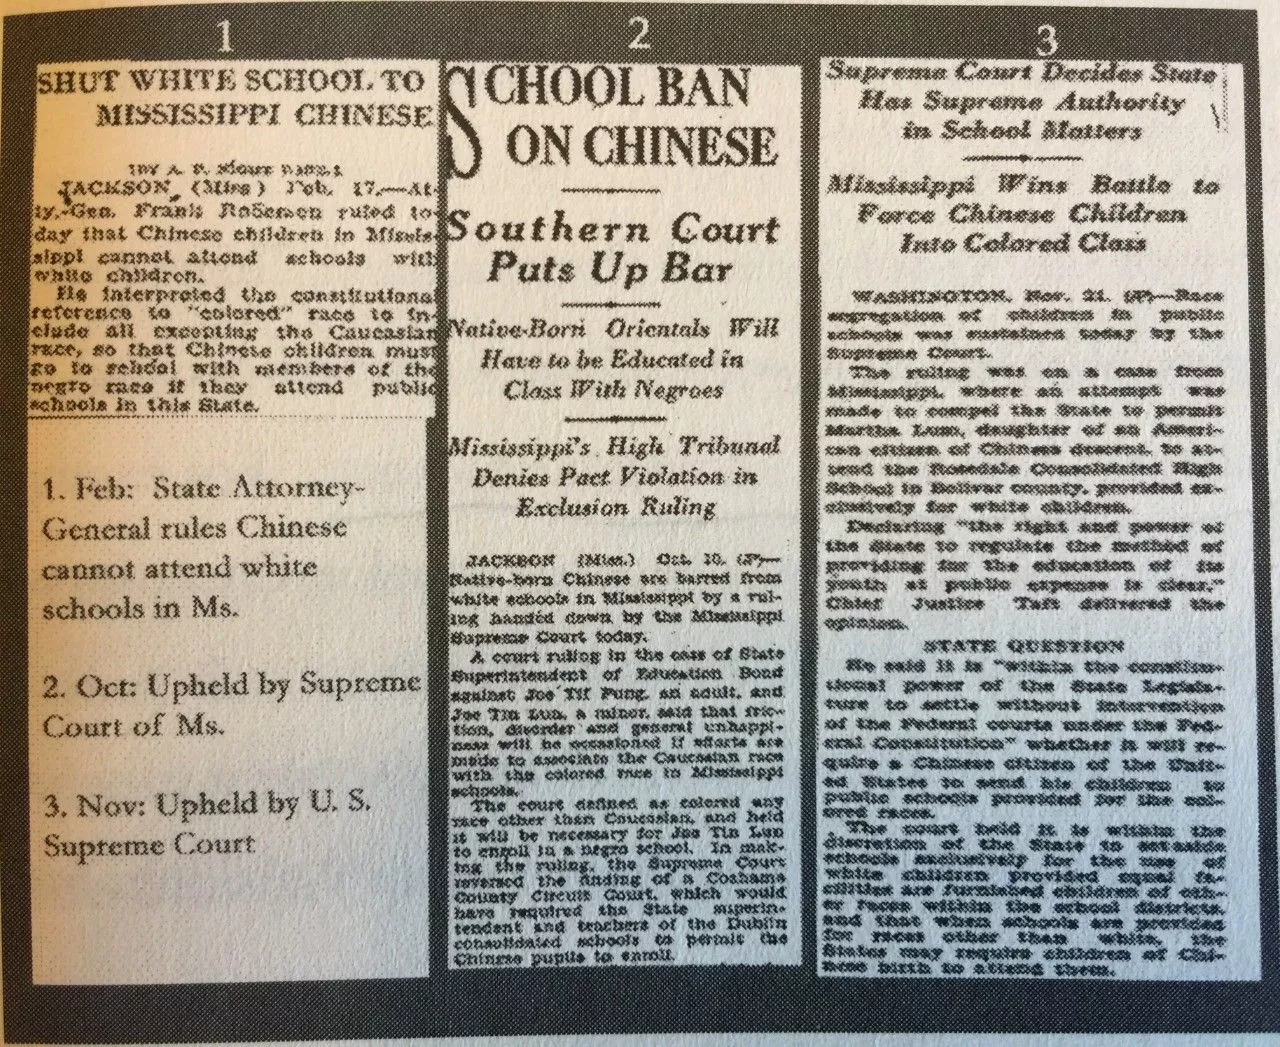 1
SHUT WHITE SCHOOL TO
MISSISSIPPI CHINESE
JACKSON, (Miss) Feb. 17.—At-
ty.-Gen. Frank Roberson ruled to-
day that Chinese children in Missis-
sippi cannot attend schools with
white children.
He interpreted the constitutional
reference to "colored" race to in-
clude all excepting the Caucasian
race, so that Chinese children must
go to school with members of the
negro race if they attend public
schools in this State.
1. Feb: State Attorney-
General rules Chinese
cannot attend white
schools in Ms.
2. Oct: Upheld by Supreme
Court of Ms.
3. Nov: Upheld by U. S.
Supreme Court
2
SCHOOL BAN
ON CHINESE
Southern Court
Puts Up Bar
Native-Born Orientals Will
Have to be Educated in
Class With Negroes
Mississippi's High Tribunal
Denies Pact Violation in
Exclusion Ruling
JACKSON (Miss.) Oct. 10. (AP)—
Native-born Chinese are barred from
white schools in Mississippi by a rul-
ing handed down by the Mississippi
Supreme Court today.
A court ruling in the case of State
Superintendent of Education Bond
against Joe Tif Fung, an adult, and
Joe Tin Lun, a minor, said that fric-
tion, disorder and general unhappi-
ness will be occasioned if efforts are
made to associate the Caucasian race
with the colored race in Mississippi
schools.
The court defined as colored any
race other than Caucasian, and held
it will be necessary for Joe Tin Lun
to enroll in a negro school. In mak-
ing the ruling, the Supreme Court
reversed the finding of a Coahoma
County Circuit Court, which would
have required the State superin-
tendent and teachers of the Dublin
consolidated schools to permit the
Chinese pupils to enroll.
3
Supreme Court Decides State
Has Supreme Authority
in School Matters
Mississippi Wins Battle to
Force Chinese Children
Into Colored Class
WASHINGTON, Nov. 21. (AP)—Race
segregation of children in public
schools was sustained today by the
Supreme Court.
The ruling was on a case from
Mississippi, where an attempt was
made to compel the State to permit
Martha Lum, daughter of an Ameri-
can citizen of Chinese descent, to at-
tend the Rosedale Consolidated High
School in Bolivar county, provided ex-
clusively for white children.
Declaring "the right and power of
the State to regulate the method of
providing for the education of its
youth at public expense is clear,"
Chief Justice Taft delivered the
opinion.
STATE QUESTION
He said it is "within the constitu-
tional power of the State Legisla-
ture to settle without intervention
of the Federal courts under the Fed-
eral Constitution" whether it will re-
quire a Chinese citizen of the Unit-
ed States to send his children to
public schools provided for the col-
ored races.
The court held it is within the
discretion of the State to set aside
schools exclusively for the use of
white children provided equal fa-
cilities are furnished children of oth-
er races within the school districts,
and that when schools are provided
for races other than white, the
States may require children of Chi-
nese birth to attend them.